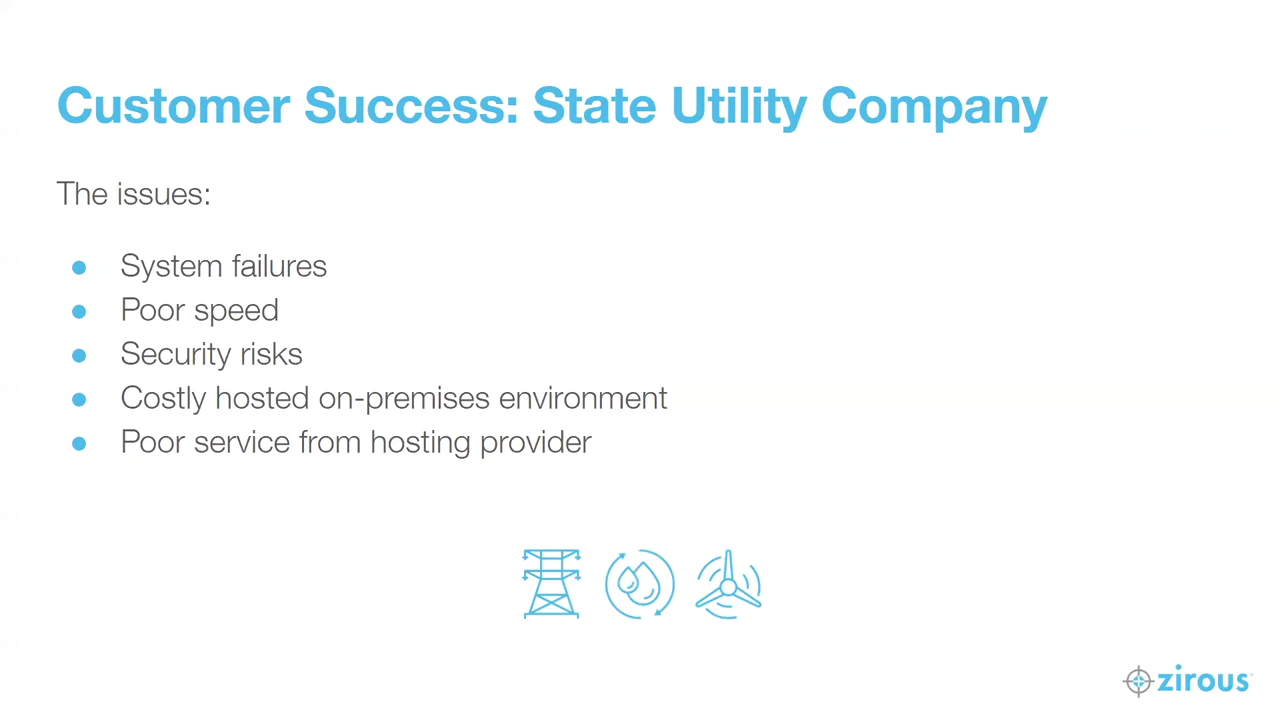 Customer Success: State Utility Company
The issues:
● System failures
● Poor speed
● Security risks
● Costly hosted on-premises environment
● Poor service from hosting provider
zirous